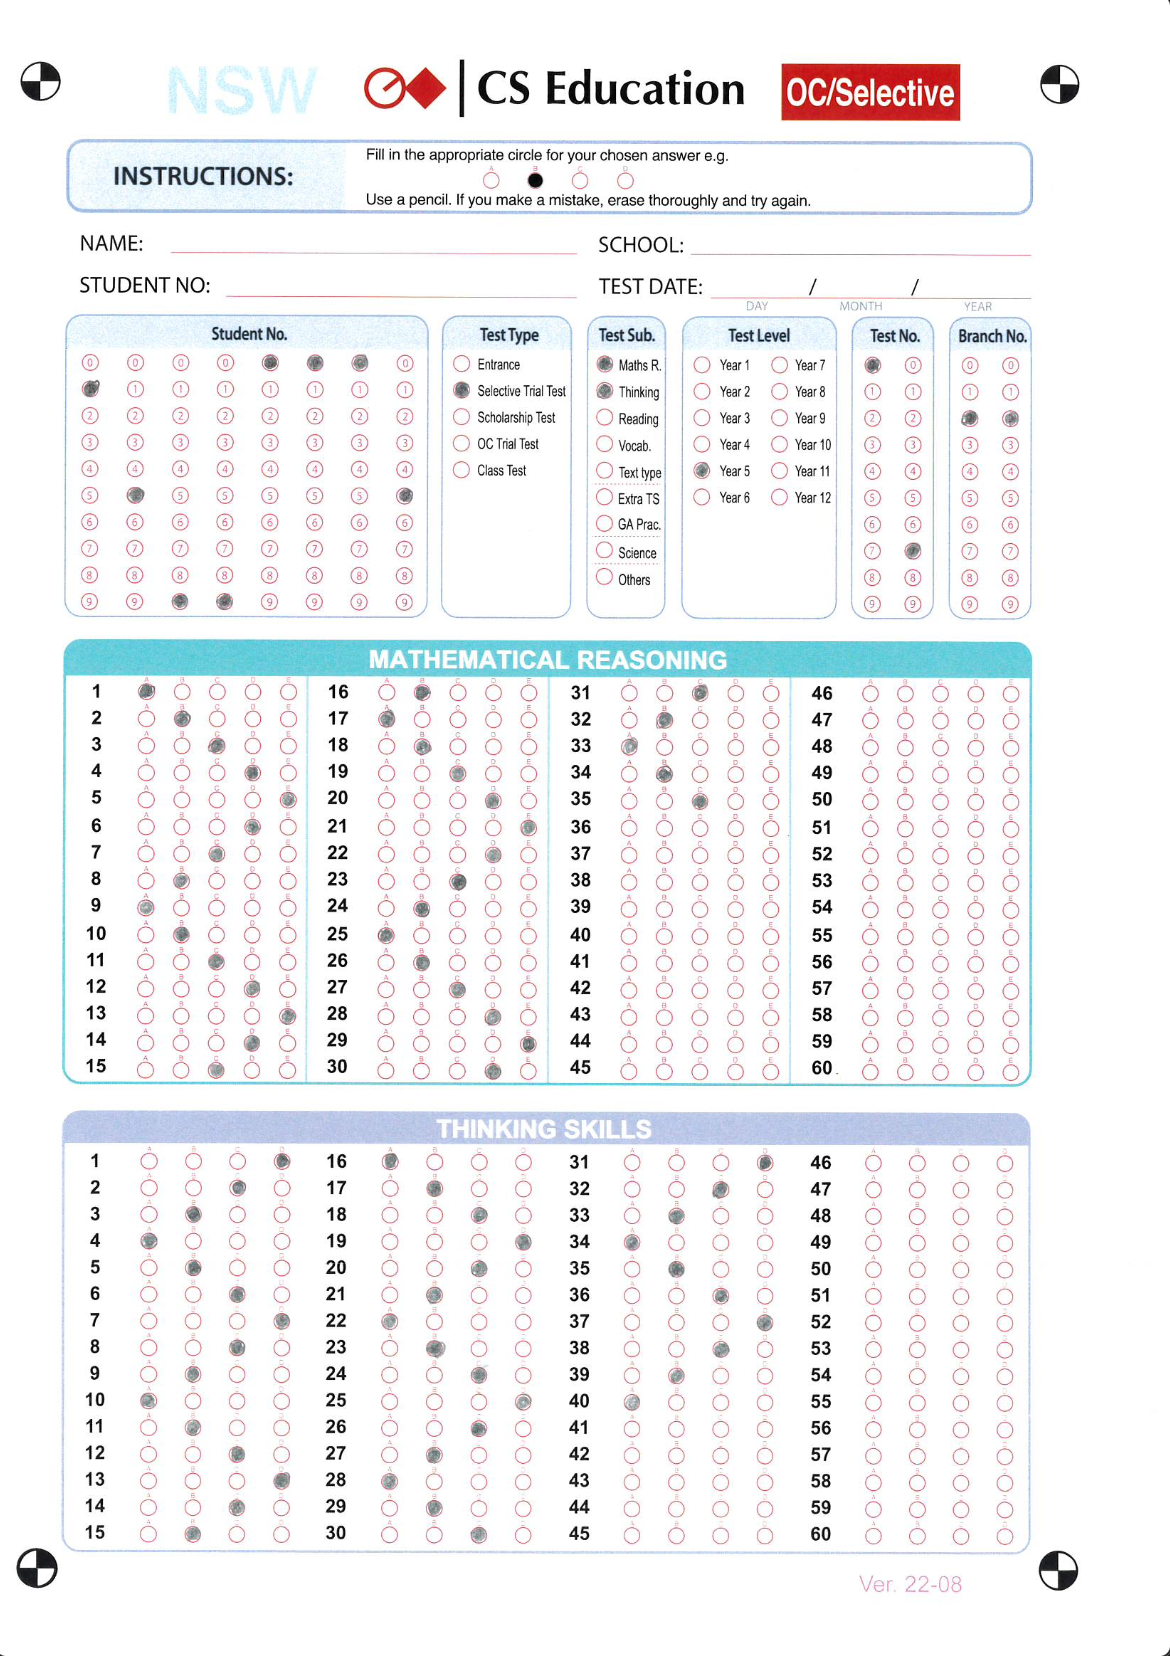 NSW CS Education OC/Selective
INSTRUCTIONS:
Fill in the appropriate circle for your chosen answer e.g.
A B C D
Use a pencil. If you make a mistake, erase thoroughly and try again.
NAME: SCHOOL:
STUDENT NO: TEST DATE: / /
DAY MONTH YEAR
Student No.
0 0 0 0 0
1 1 1 1 1 1 1
2 2 2 2 2 2 2 2
3 3 3 3 3 3 3 3
4 4 4 4 4 4 4 4
5 5 5 5 5 5
6 6 6 6 6 6 6 6
7 7 7 7 7 7 7 7
8 8 8 8 8 8 8 8
9 9 9 9 9 9
Test Type
Entrance
Selective Trial Test
Scholarship Test
OC Trial Test
Class Test
Test Sub.
Maths R.
Thinking
Reading
Vocab.
Text type
Extra TS
GA Prac.
Science
Others
Test Level
Year 1 Year 7
Year 2 Year 8
Year 3 Year 9
Year 4 Year 10
Year 5 Year 11
Year 6 Year 12
Test No.
0
1 1
2 2
3 3
4 4
5 5
6 6
7
8 8
9 9
Branch No.
0 0
1 1
3 3
4 4
5 5
6 6
7 7
8 8
9 9
MATHEMATICAL REASONING
1 16 31 46
2 17 32 47
3 18 33 48
4 19 34 49
5 20 35 50
6 21 36 51
7 22 37 52
8 23 38 53
9 24 39 54
10 25 40 55
11 26 41 56
12 27 42 57
13 28 43 58
14 29 44 59
15 30 45 60
THINKING SKILLS
1 16 31 46
2 17 32 47
3 18 33 48
4 19 34 49
5 20 35 50
6 21 36 51
7 22 37 52
8 23 38 53
9 24 39 54
10 25 40 55
11 26 41 56
12 27 42 57
13 28 43 58
14 29 44 59
15 30 45 60
Ver. 22-08